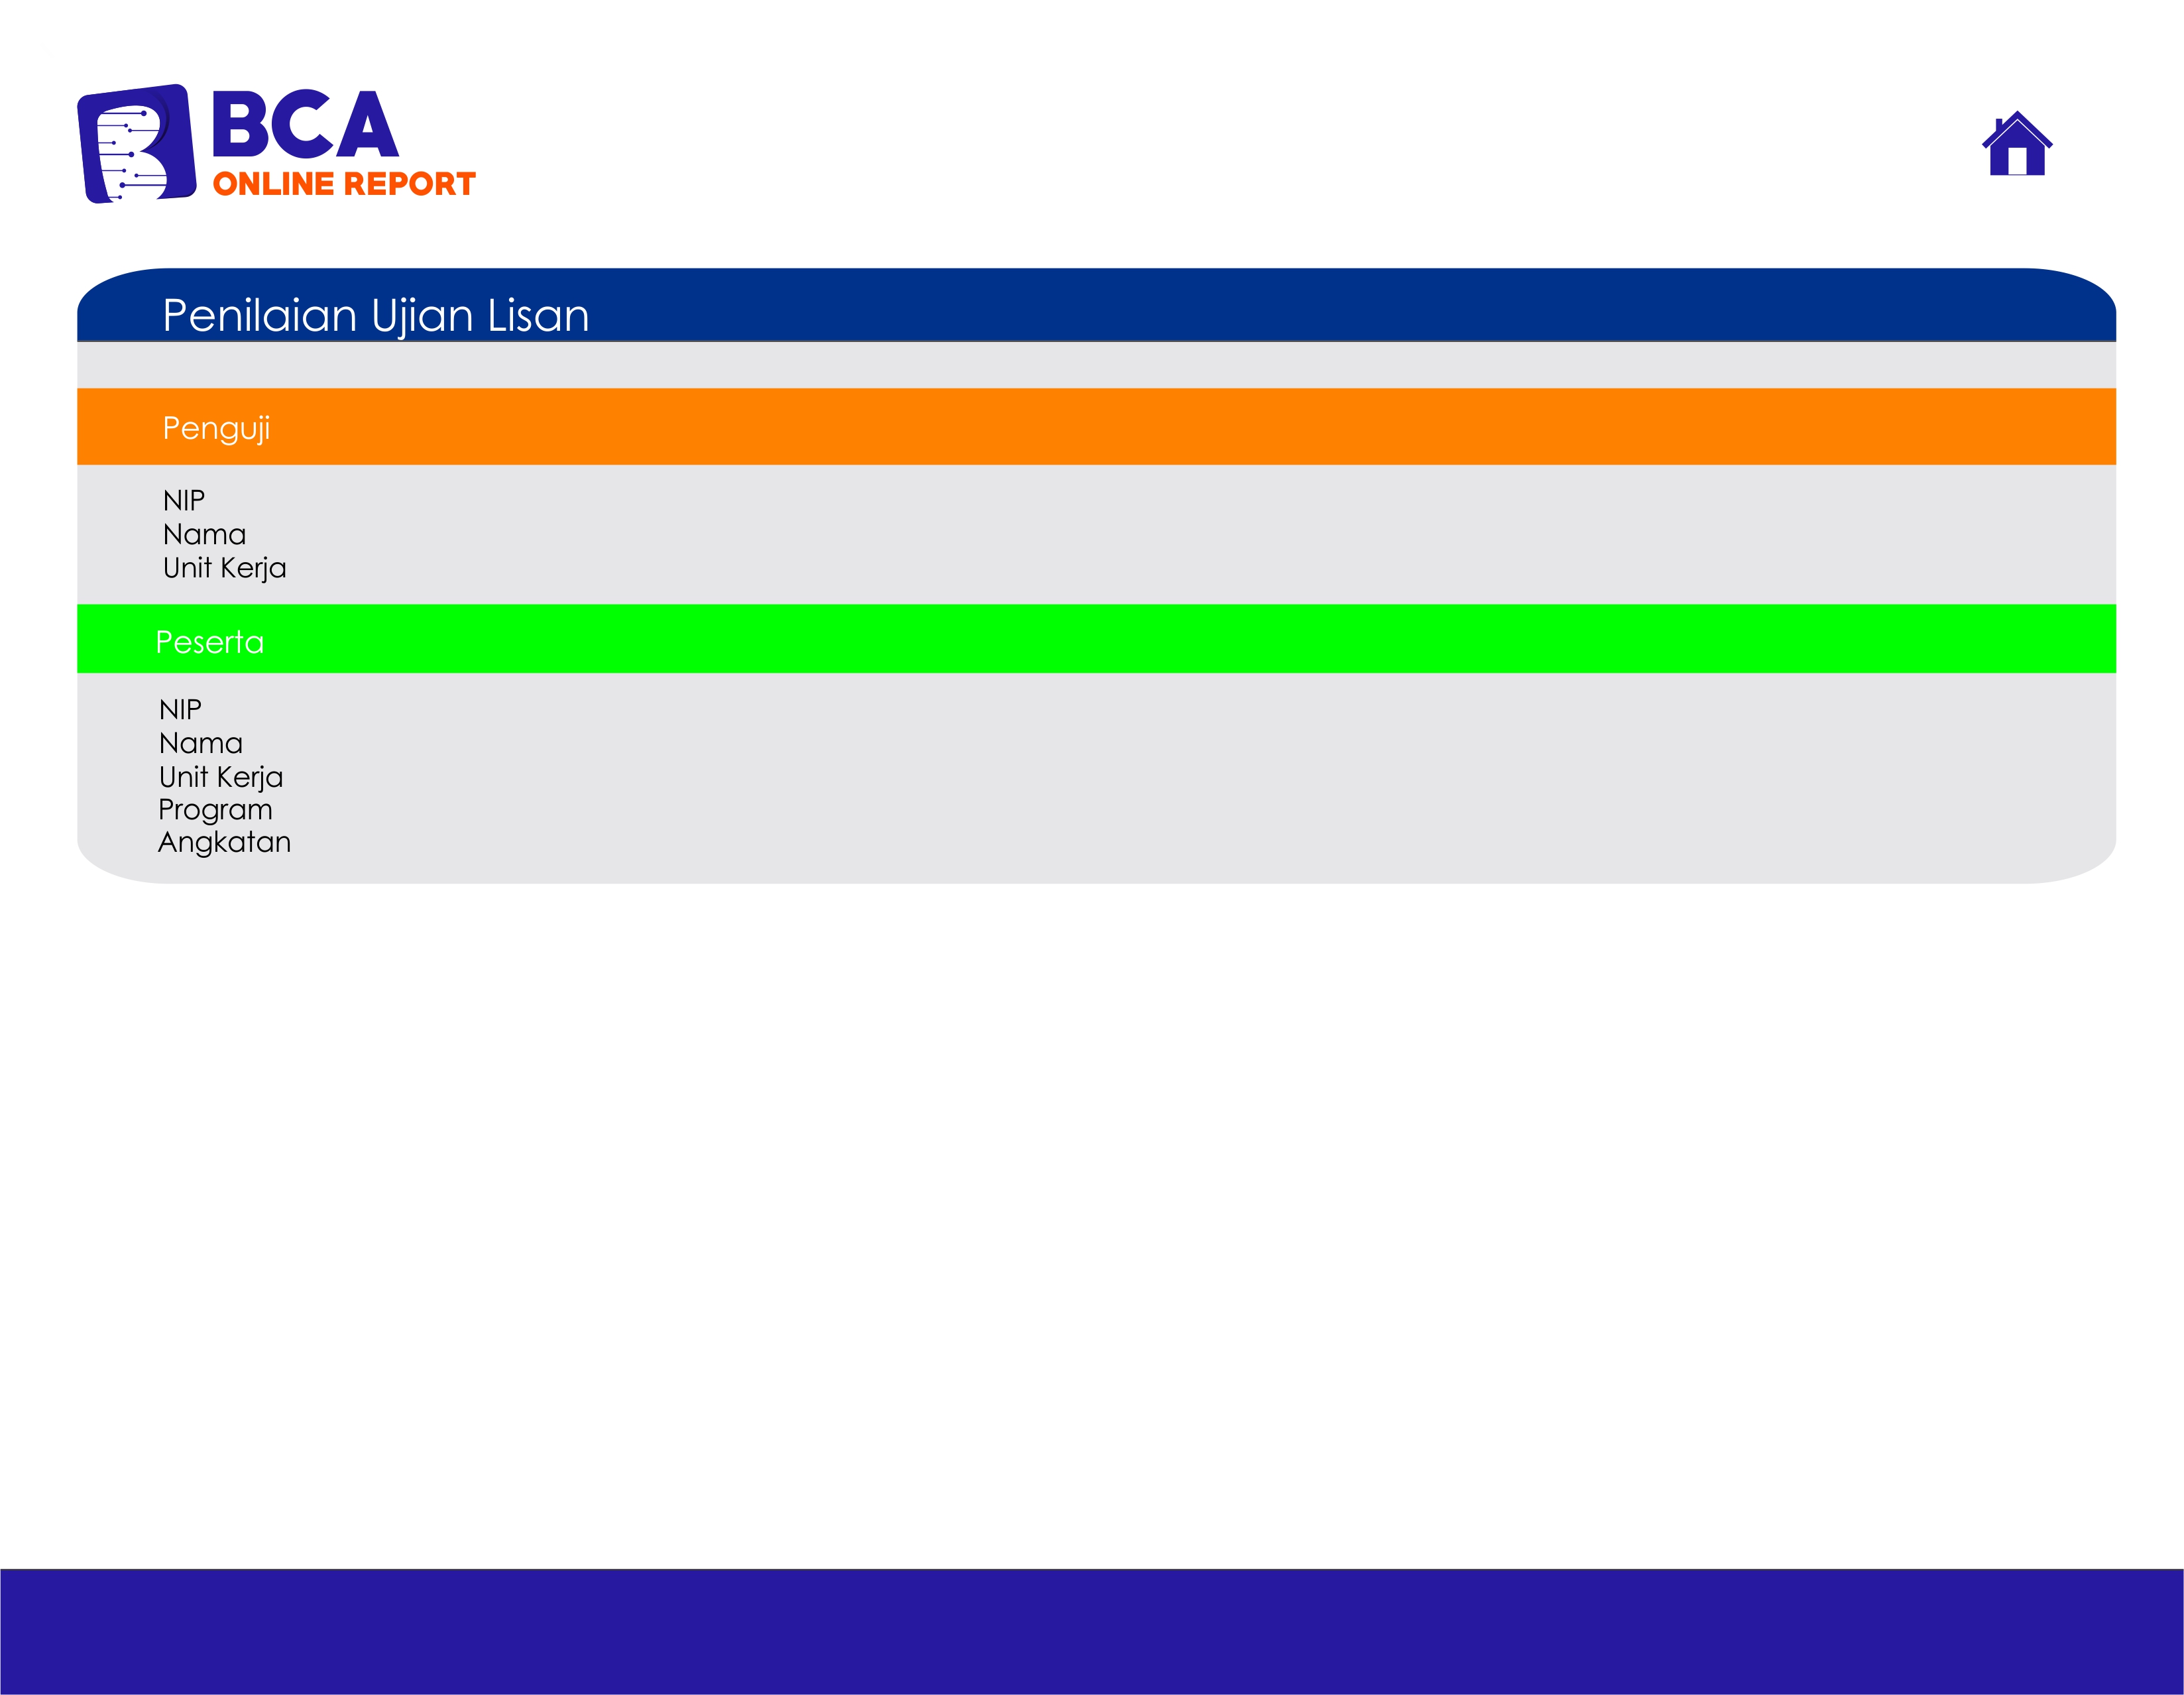 BCA
ONLINE REPORT
Penilaian Ujian Lisan
Penguji
NIP
Nama
Unit Kerja
Peserta
NIP
Nama
Unit Kerja
Program
Angkatan